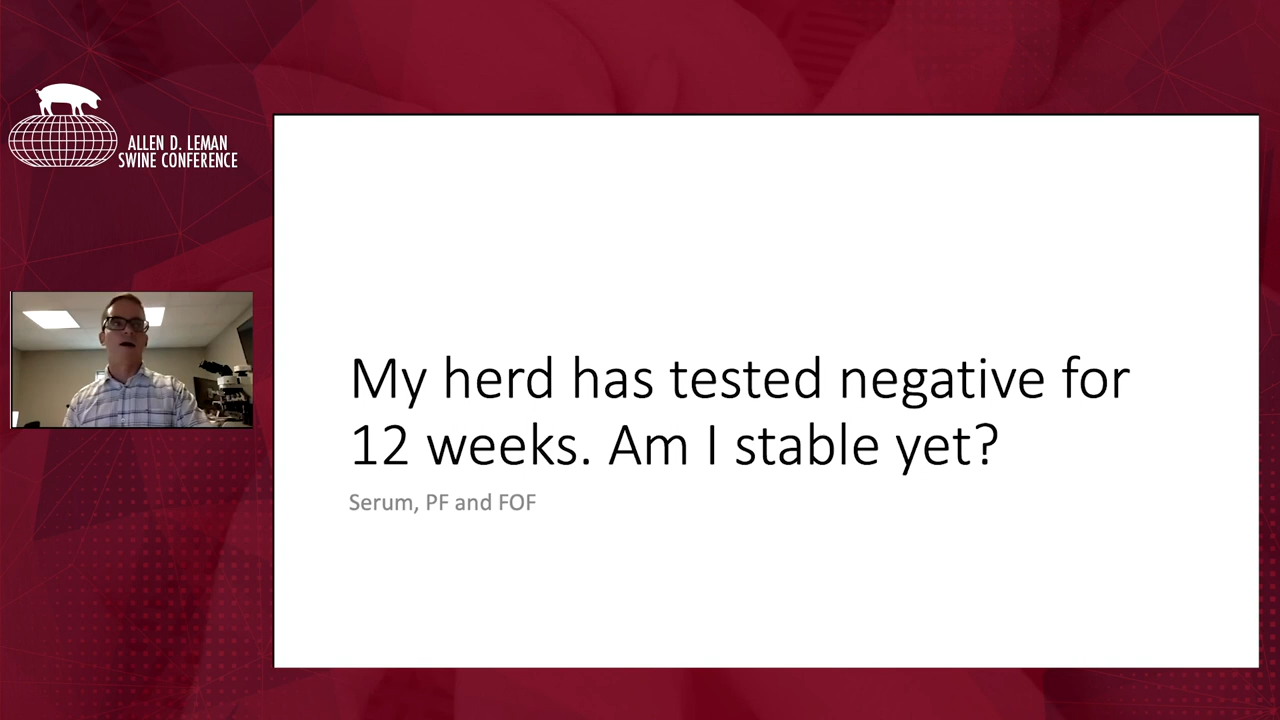 ALLEN D. LEMAN
SWINE CONFERENCE
My herd has tested negative for
12 weeks. Am I stable yet?
Serum, PF and FOF